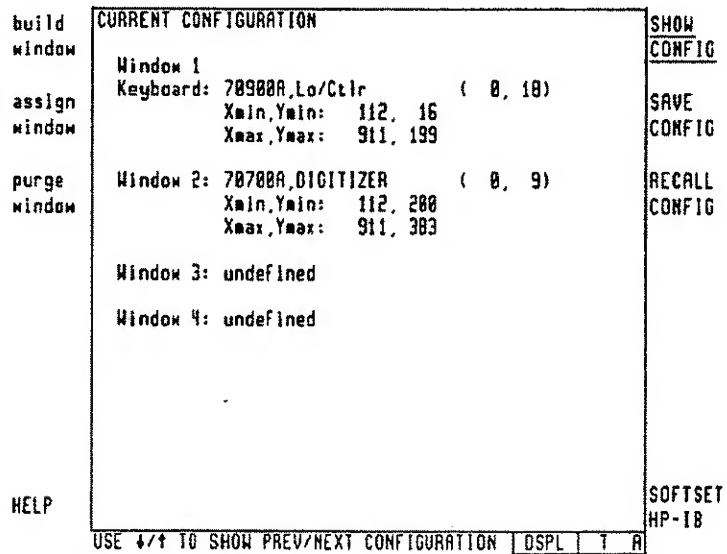 build
window
assign
window
purge
window
HELP
CURRENT CONFIGURATION
Window 1
Keyboard: 70900A,Lo/Ctlr ( 0, 18)
Xmin,Ymin: 112, 16
Xmax,Ymax: 911, 199
Window 2: 70700A,DIGITIZER ( 0, 9)
Xmin,Ymin: 112, 200
Xmax,Ymax: 911, 383
Window 3: undefined
Window 4: undefined
USE ↓/↑ TO SHOW PREV/NEXT CONFIGURATION DSPL T A
SHOW
CONFIG
SAVE
CONFIG
RECALL
CONFIG
SOFTSET
HP-IB